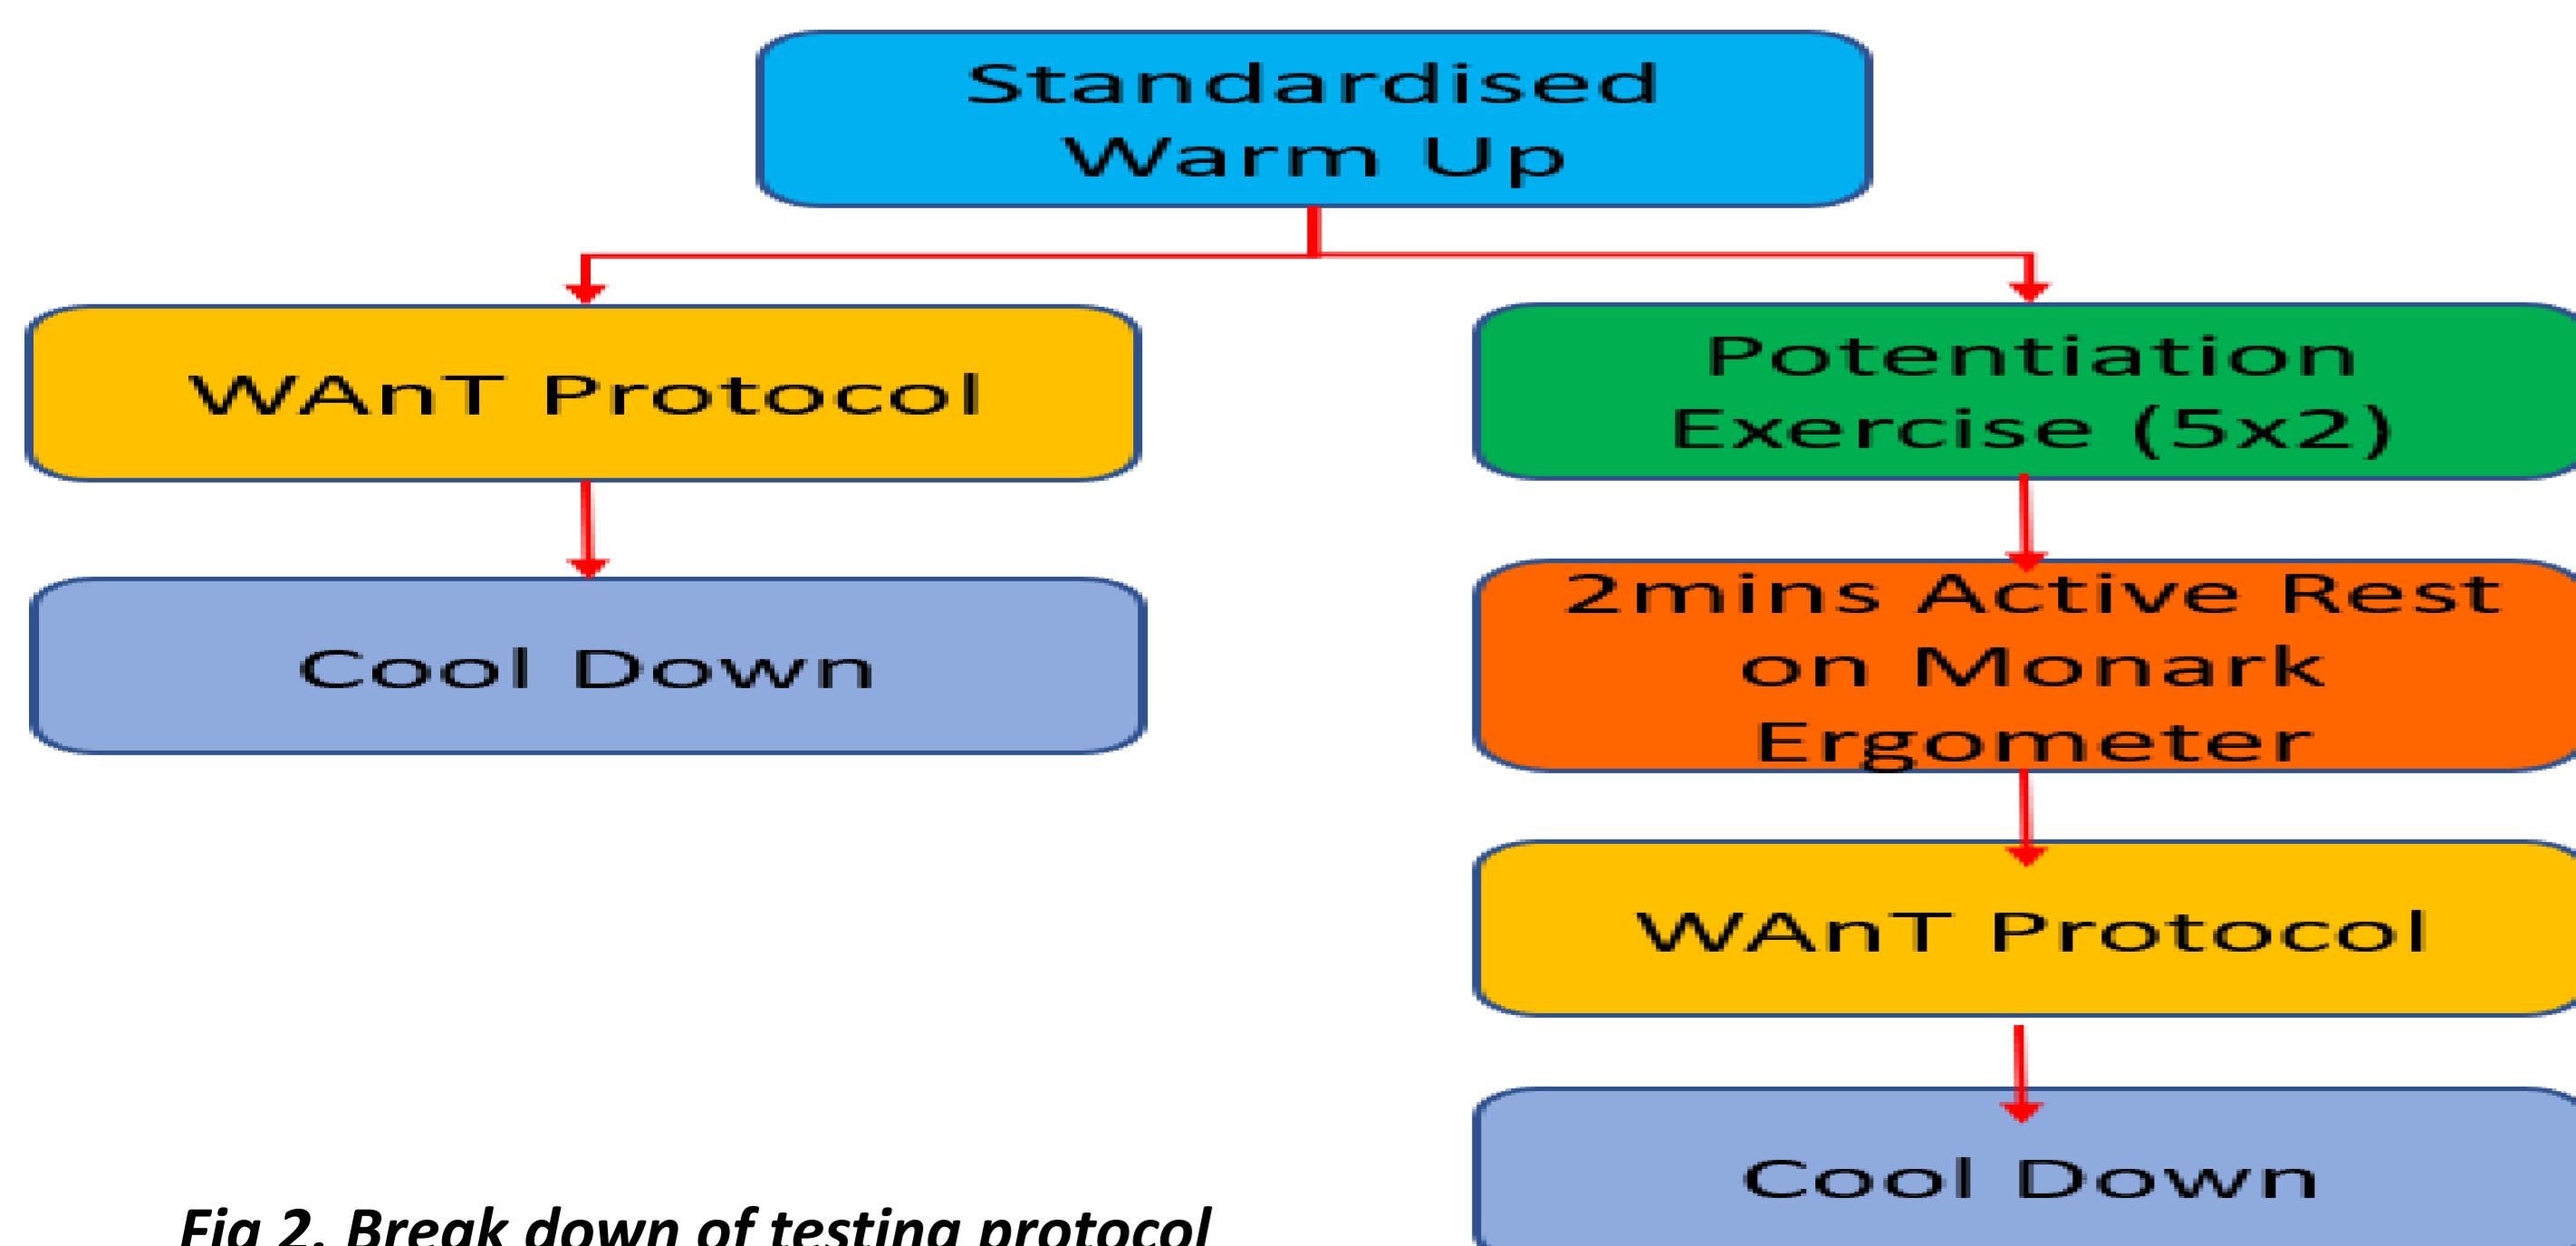 Standardised
Warm Up
WAnT Protocol
Potentiation
Exercise (5x2)
Cool Down
2mins Active Rest
on Monark
Ergometer
WAnT Protocol
Cool Down
Fig 2. Break down of testing protocol